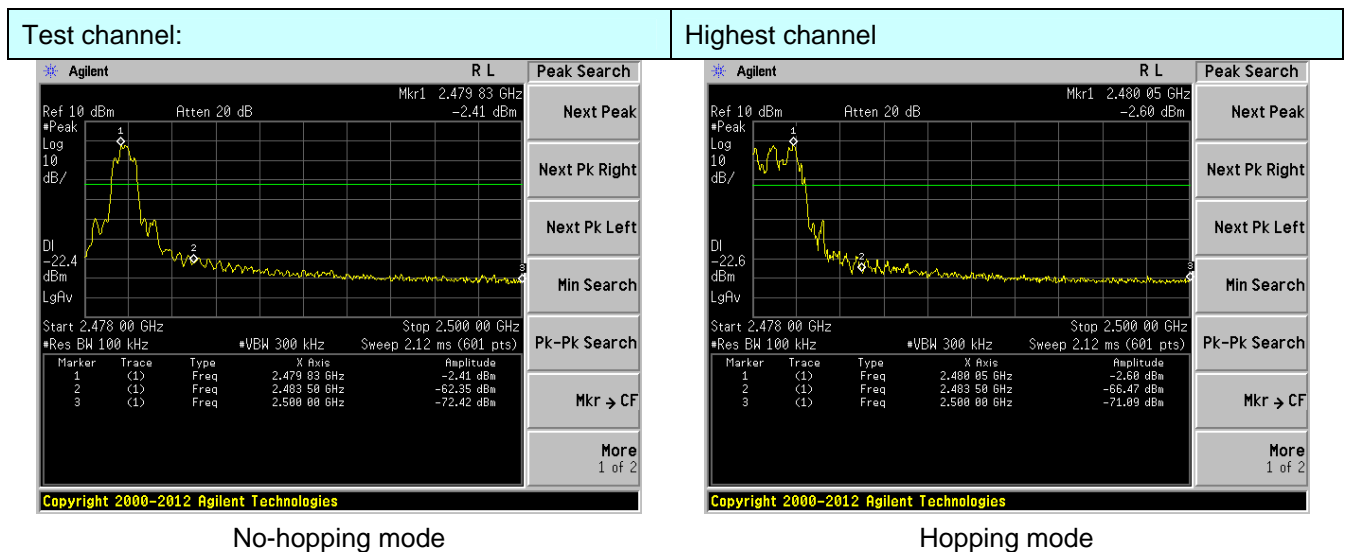 Test channel: Highest channel
Agilent R L Peak Search
Mkr1 2.479 83 GHz
Ref 10 dBm Atten 20 dB -2.41 dBm
#Peak
Log
10
dB/
1
2
3
DI
-22.4
dBm
LgAv
Start 2.478 00 GHz Stop 2.500 00 GHz
#Res BW 100 kHz #VBW 300 kHz Sweep 2.12 ms (601 pts)
Marker Trace Type X Axis Amplitude
1 (1) Freq 2.479 83 GHz -2.41 dBm
2 (1) Freq 2.483 50 GHz -62.35 dBm
3 (1) Freq 2.500 00 GHz -72.42 dBm
Next Peak
Next Pk Right
Next Pk Left
Min Search
Pk-Pk Search
Mkr → CF
More
1 of 2
Copyright 2000-2012 Agilent Technologies
No-hopping mode
Agilent R L Peak Search
Mkr1 2.480 05 GHz
Ref 10 dBm Atten 20 dB -2.60 dBm
#Peak
Log
10
dB/
1
2
3
DI
-22.6
dBm
LgAv
Start 2.478 00 GHz Stop 2.500 00 GHz
#Res BW 100 kHz #VBW 300 kHz Sweep 2.12 ms (601 pts)
Marker Trace Type X Axis Amplitude
1 (1) Freq 2.480 05 GHz -2.60 dBm
2 (1) Freq 2.483 50 GHz -66.47 dBm
3 (1) Freq 2.500 00 GHz -71.09 dBm
Next Peak
Next Pk Right
Next Pk Left
Min Search
Pk-Pk Search
Mkr → CF
More
1 of 2
Copyright 2000-2012 Agilent Technologies
Hopping mode